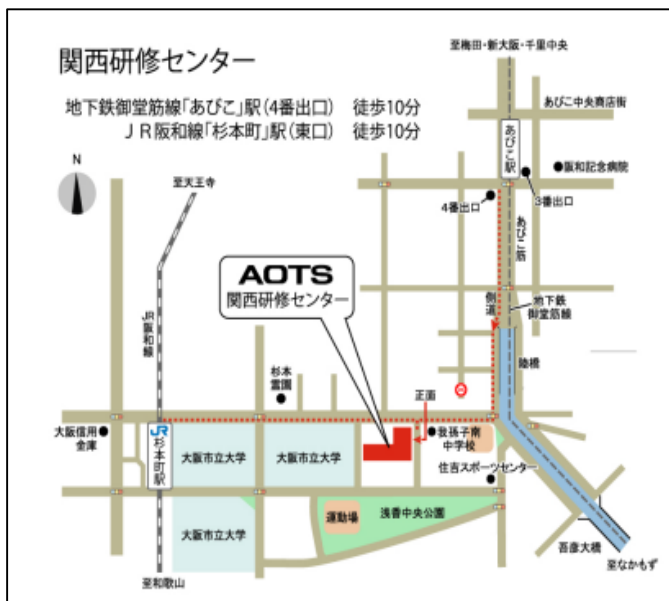 関西研修センター
地下鉄御堂筋線「あびこ」駅(4番出口) 徒歩10分
JR阪和線「杉本町」駅(東口) 徒歩10分
至梅田・新大阪・千里中央
あびこ中央商店街
あびこ駅
阪和記念病院
N
至天王寺
4番出口
3番出口
あびこ筋
AOTS
関西研修センター
側道
地下鉄
御堂筋線
JR阪和線
陸橋
杉本
霊園
正面
大阪信用
金庫
JR
杉本町駅
大阪市立大学
大阪市立大学
我孫子南
中学校
住吉スポーツセンター
大阪市立大学
運動場
浅香中央公園
吾彦大橋
至和歌山
至なかもず